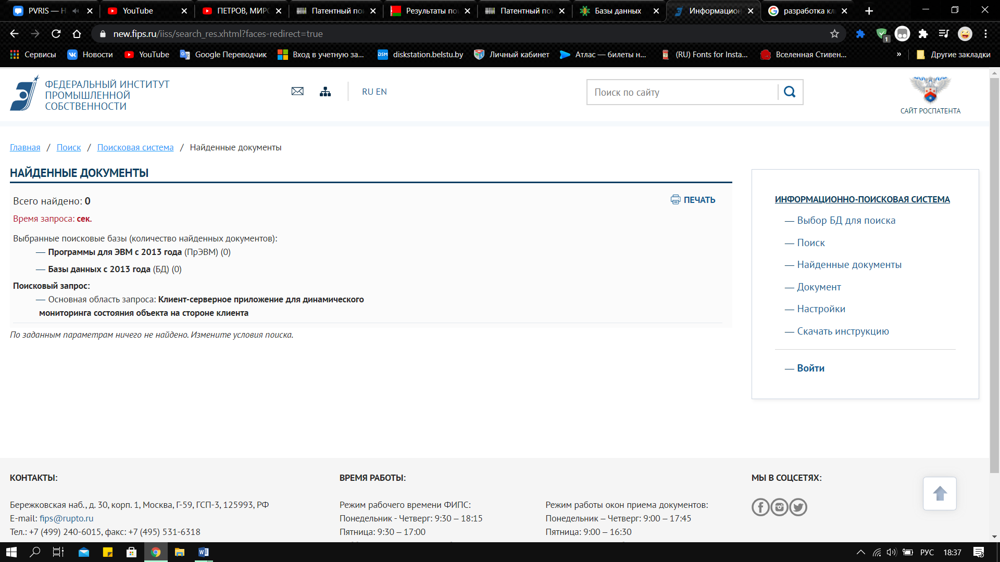 PVRIS — Н
YouTube
ПЕТРОВ, МИРО
Патентный по
Результаты по
Патентный по
Базы данных
Информацион
разработка кл
new.fips.ru/iiss/search_res.xhtml?faces-redirect=true
1
Сервисы
Новости
YouTube
Google Переводчик
Вход в учетную за...
DSM
diskstation.belstu.by
Личный кабинет
Атлас — билеты н...
(RU) Fonts for Insta...
Вселенная Стивен...
»
Другие закладки
ФЕДЕРАЛЬНЫЙ ИНСТИТУТ
ПРОМЫШЛЕННОЙ
СОБСТВЕННОСТИ
RU EN
Поиск по сайту
САЙТ РОСПАТЕНТА
Главная / Поиск / Поисковая система / Найденные документы
НАЙДЕННЫЕ ДОКУМЕНТЫ
Всего найдено: 0
ПЕЧАТЬ
Время запроса: сек.
Выбранные поисковые базы (количество найденных документов):
— Программы для ЭВМ с 2013 года (ПрЭВМ) (0)
— Базы данных с 2013 года (БД) (0)
Поисковый запрос:
— Основная область запроса: Клиент-серверное приложение для динамического
мониторинга состояния объекта на стороне клиента
По заданным параметрам ничего не найдено. Измените условия поиска.
ИНФОРМАЦИОННО-ПОИСКОВАЯ СИСТЕМА
— Выбор БД для поиска
— Поиск
— Найденные документы
— Документ
— Настройки
— Скачать инструкцию
— Войти
КОНТАКТЫ:
Бережковская наб., д. 30, корп. 1, Москва, Г-59, ГСП-3, 125993, РФ
E-mail: fips@rupto.ru
Тел.: +7 (499) 240-6015, факс: +7 (495) 531-6318
ВРЕМЯ РАБОТЫ:
Режим рабочего времени ФИПС:
Понедельник - Четверг: 9:30 – 18:15
Пятница: 9:30 – 17:00
Режим работы окон приема документов:
Понедельник – Четверг: 9:00 – 17:45
Пятница: 9:00 – 16:30
МЫ В СОЦСЕТЯХ:
РУС
18:37